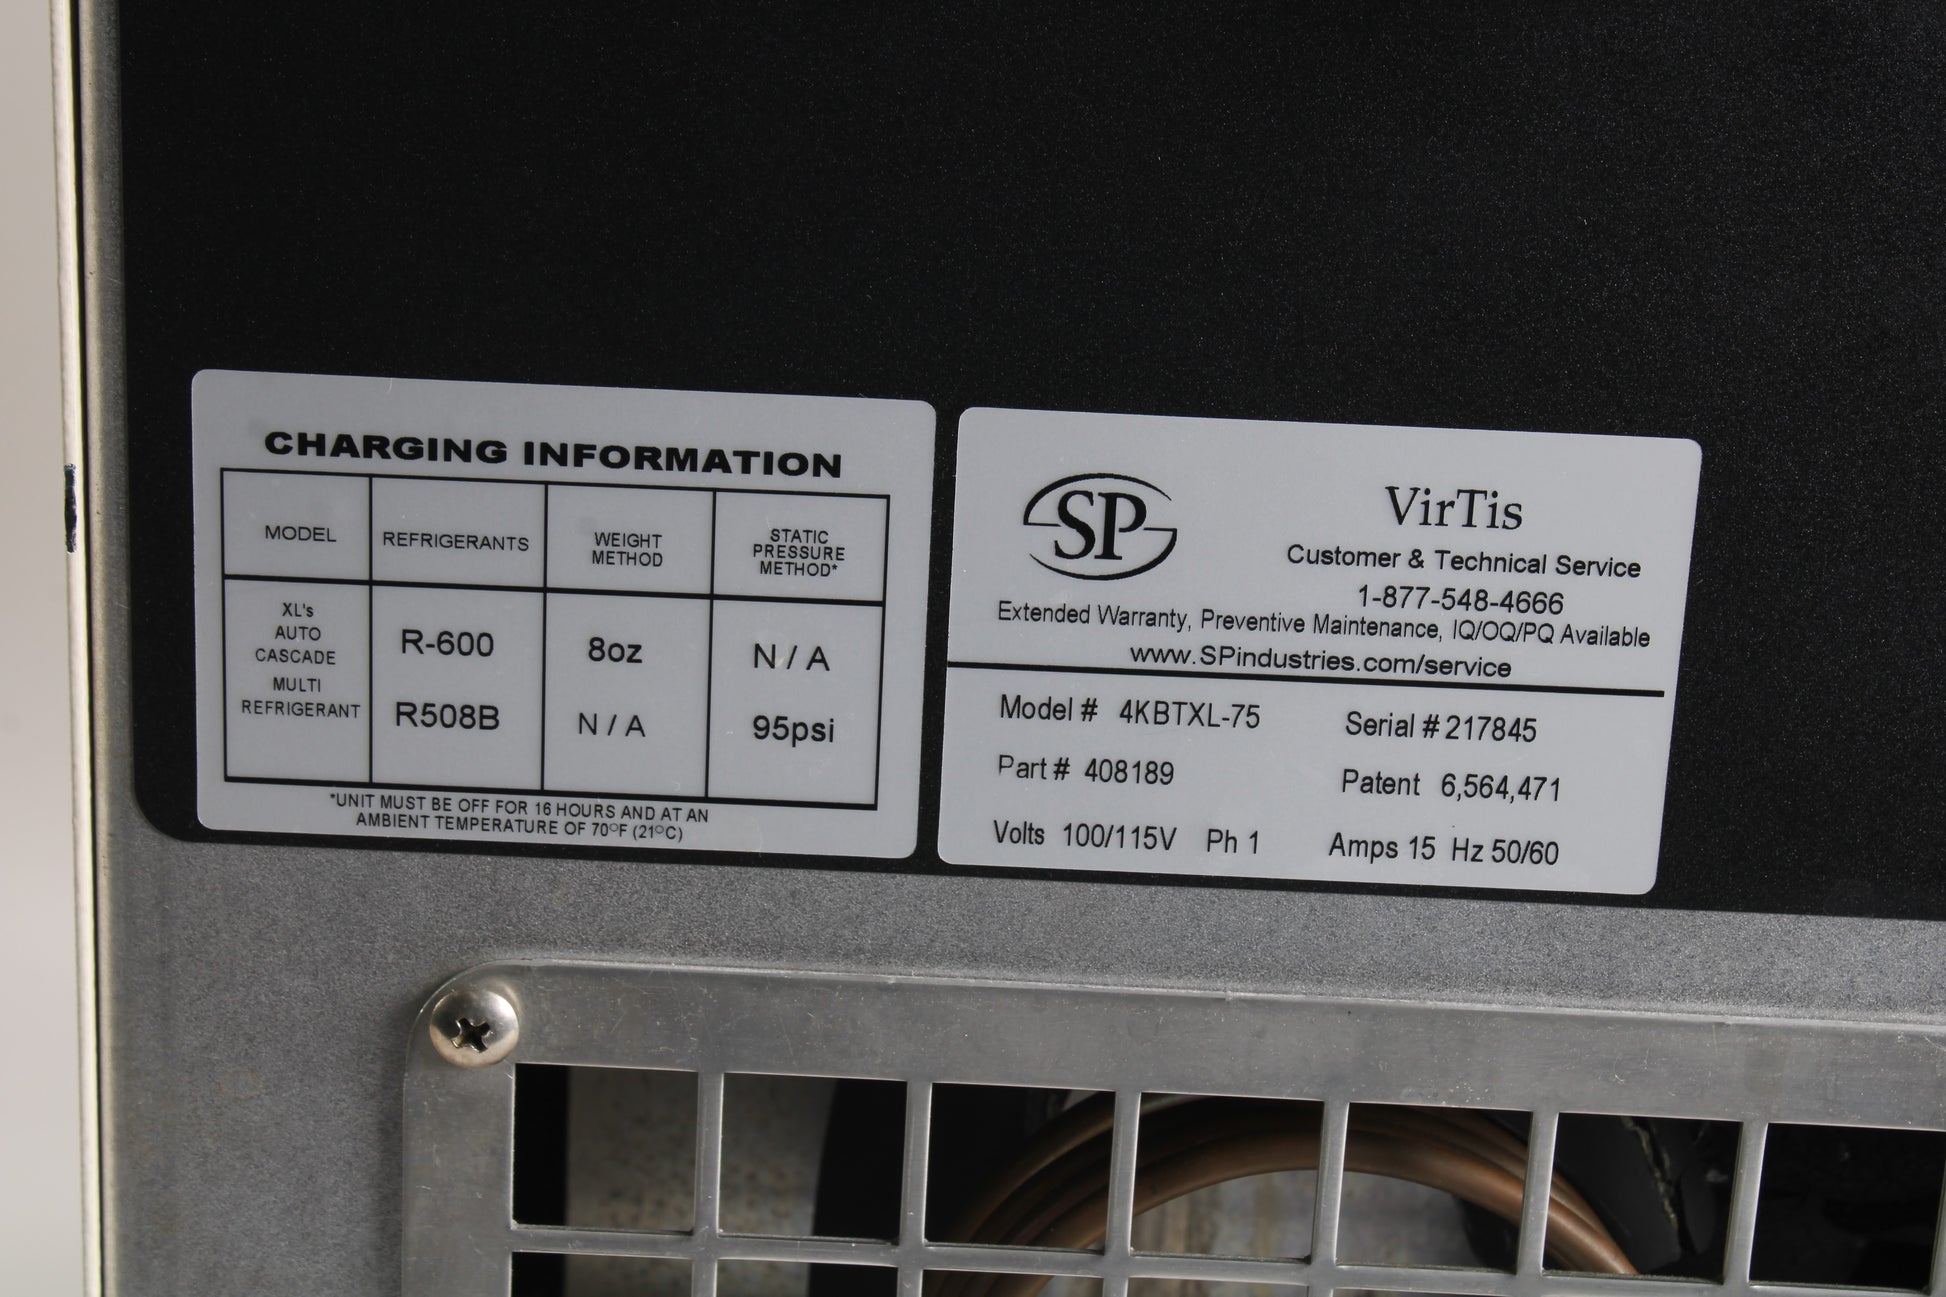 CHARGING INFORMATION
MODEL REFRIGERANTS WEIGHT METHOD STATIC PRESSURE METHOD*
XL's
AUTO
CASCADE
MULTI
REFRIGERANT
R-600 8oz N/A
R508B N/A 95psi
*UNIT MUST BE OFF FOR 16 HOURS AND AT AN
AMBIENT TEMPERATURE OF 70°F (21°C)
SP
VirTis
Customer & Technical Service
1-877-548-4666
Extended Warranty, Preventive Maintenance, IQ/OQ/PQ Available
www.SPindustries.com/service
Model # 4KBTXL-75 Serial # 217845
Part # 408189 Patent 6,564,471
Volts 100/115V Ph 1 Amps 15 Hz 50/60